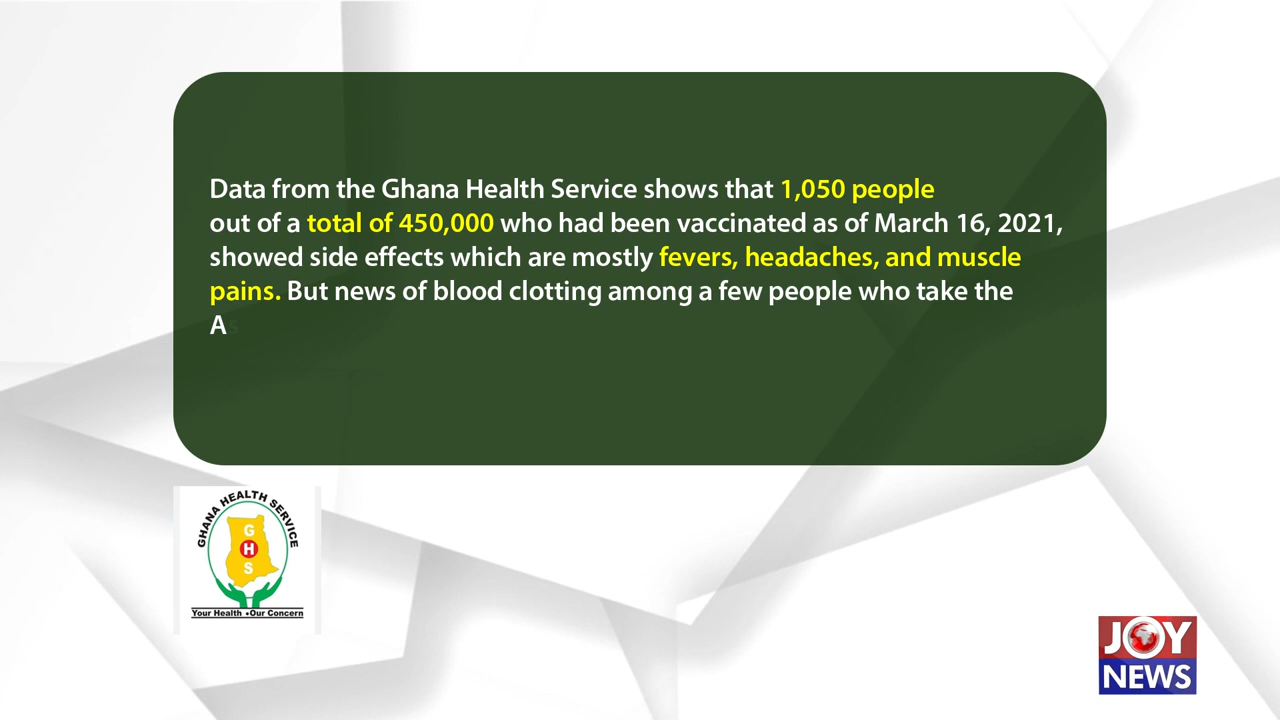 Data from the Ghana Health Service shows that 1,050 people
out of a total of 450,000 who had been vaccinated as of March 16, 2021,
showed side effects which are mostly fevers, headaches, and muscle
pains. But news of blood clotting among a few people who take the
As
GHANA HEALTH SERVICE
G
H
S
Your Health •Our Concern
JOY
NEWS